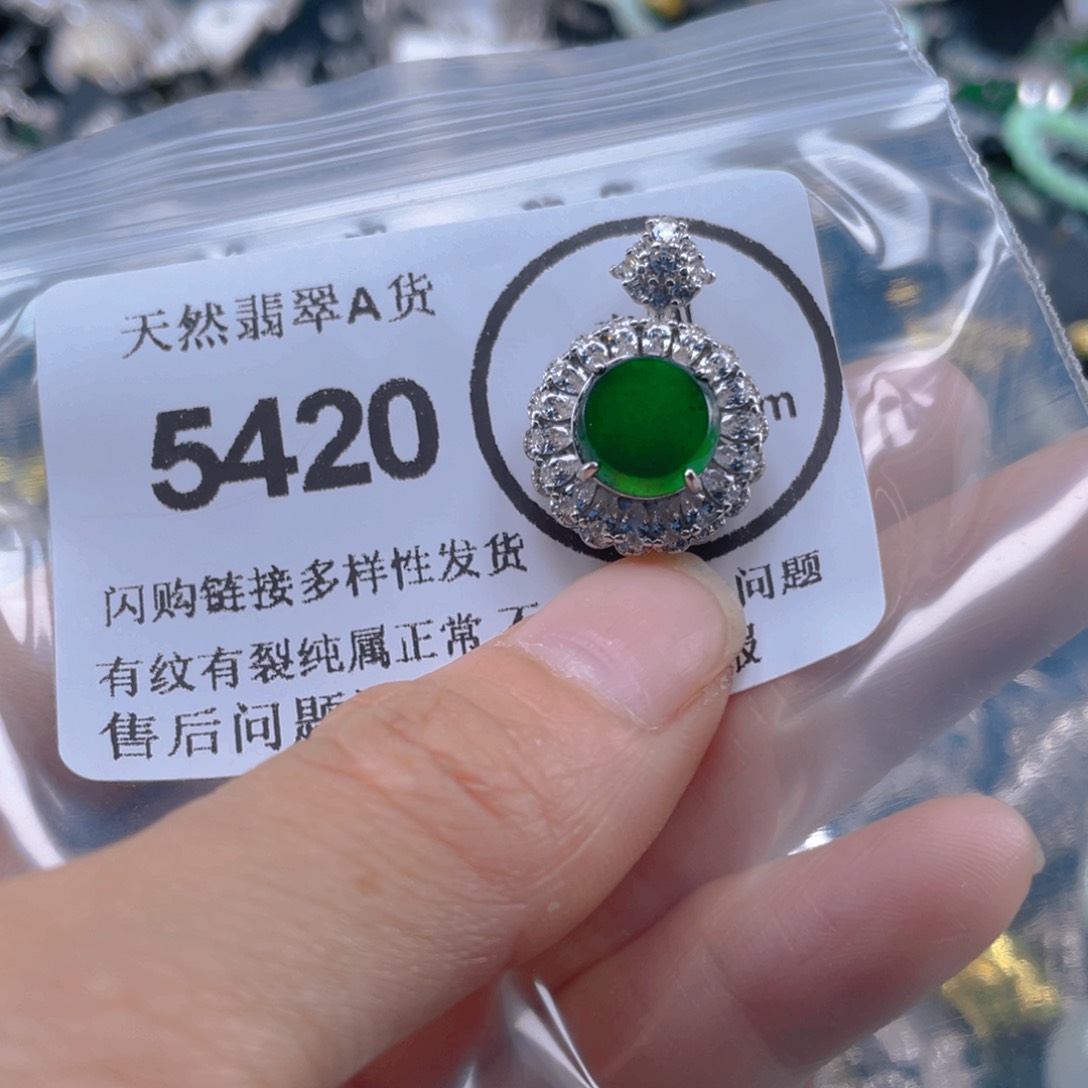 天然翡翠A货
5420
m
闪购链接多样性发货
有纹有裂纯属正常 问题
售后问题